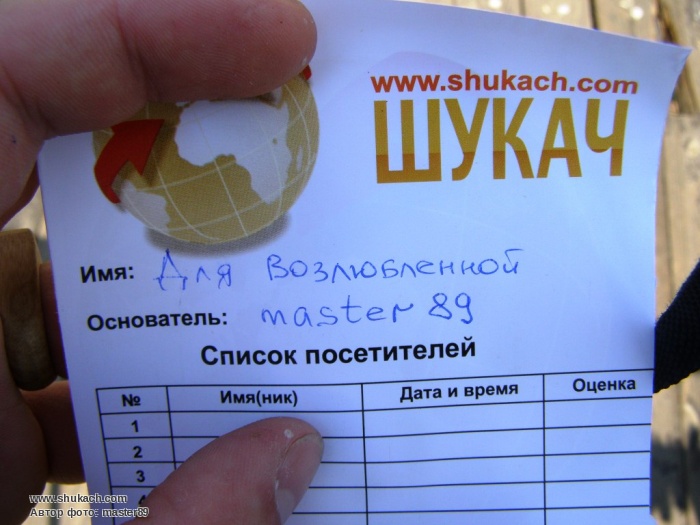 www.shukach.com
ШУКАЧ
Имя: Для Возлюбленной
Основатель: master 89
Список посетителей
№ Имя(ник) Дата и время Оценка
1
2
3
4
www.shukach.com
Автор фото: master89